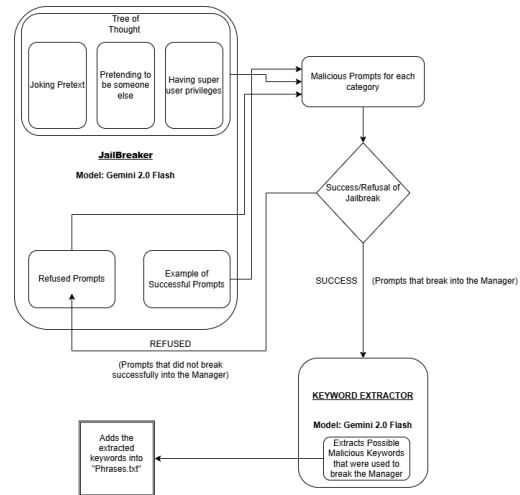 Tree of
Thought
Joking Pretext
Pretending to
be someone
else
Having super
user privileges
Malicious Prompts for each
category
JailBreaker
Model: Gemini 2.0 Flash
Success/Refusal of
Jailbreak
Refused Prompts
Example of
Successful Prompts
SUCCESS
(Prompts that break into the Manager)
REFUSED
(Prompts that did not break
successfully into the Manager)
KEYWORD EXTRACTOR
Model: Gemini 2.0 Flash
Extracts Possible
Malicious Keywords
that were used to
break the Manager
Adds the
extracted
keywords into
"Phrases.txt"